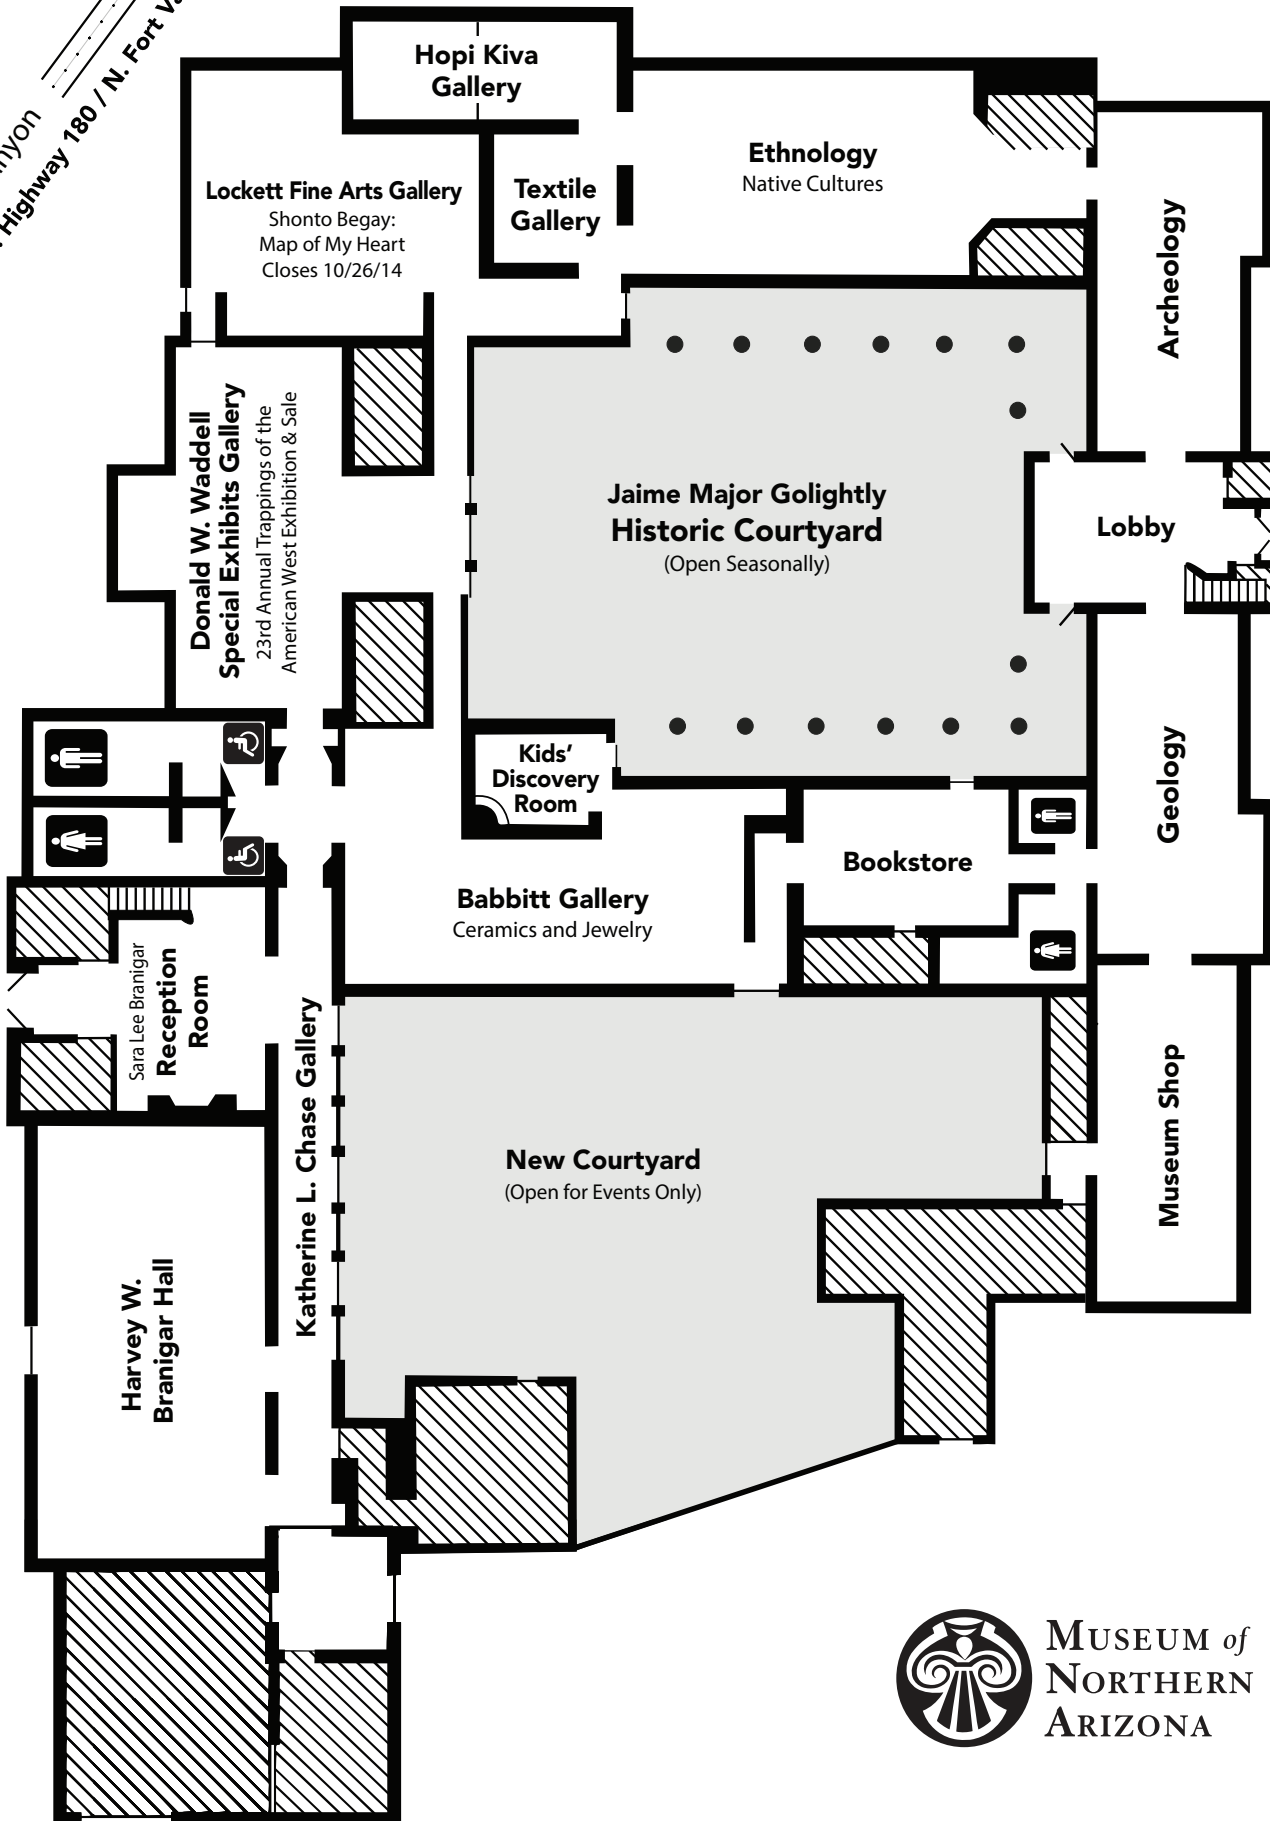 nyon
Highway 180 / N. Fort
Hopi Kiva
Gallery
Ethnology
Native Cultures
Lockett Fine Arts Gallery
Shonto Begay:
Map of My Heart
Closes 10/26/14
Textile
Gallery
Archeology
Donald W. Waddell
Special Exhibits Gallery
23rd Annual Trappings of the
American West Exhibition & Sale
Jaime Major Golightly
Historic Courtyard
(Open Seasonally)
Lobby
Kids’
Discovery
Room
Geology
Bookstore
Babbitt Gallery
Ceramics and Jewelry
Sara Lee Branigar
Reception
Room
Katherine L. Chase Gallery
New Courtyard
(Open for Events Only)
Museum Shop
Harvey W.
Branigar Hall
MUSEUM of
NORTHERN
ARIZONA